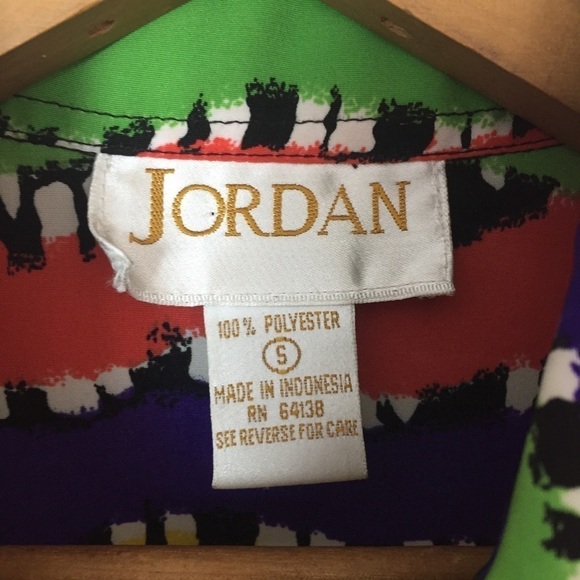 JORDAN
100% POLYESTER
S
MADE IN INDONESIA
RN 64138
SEE REVERSE FOR CARE